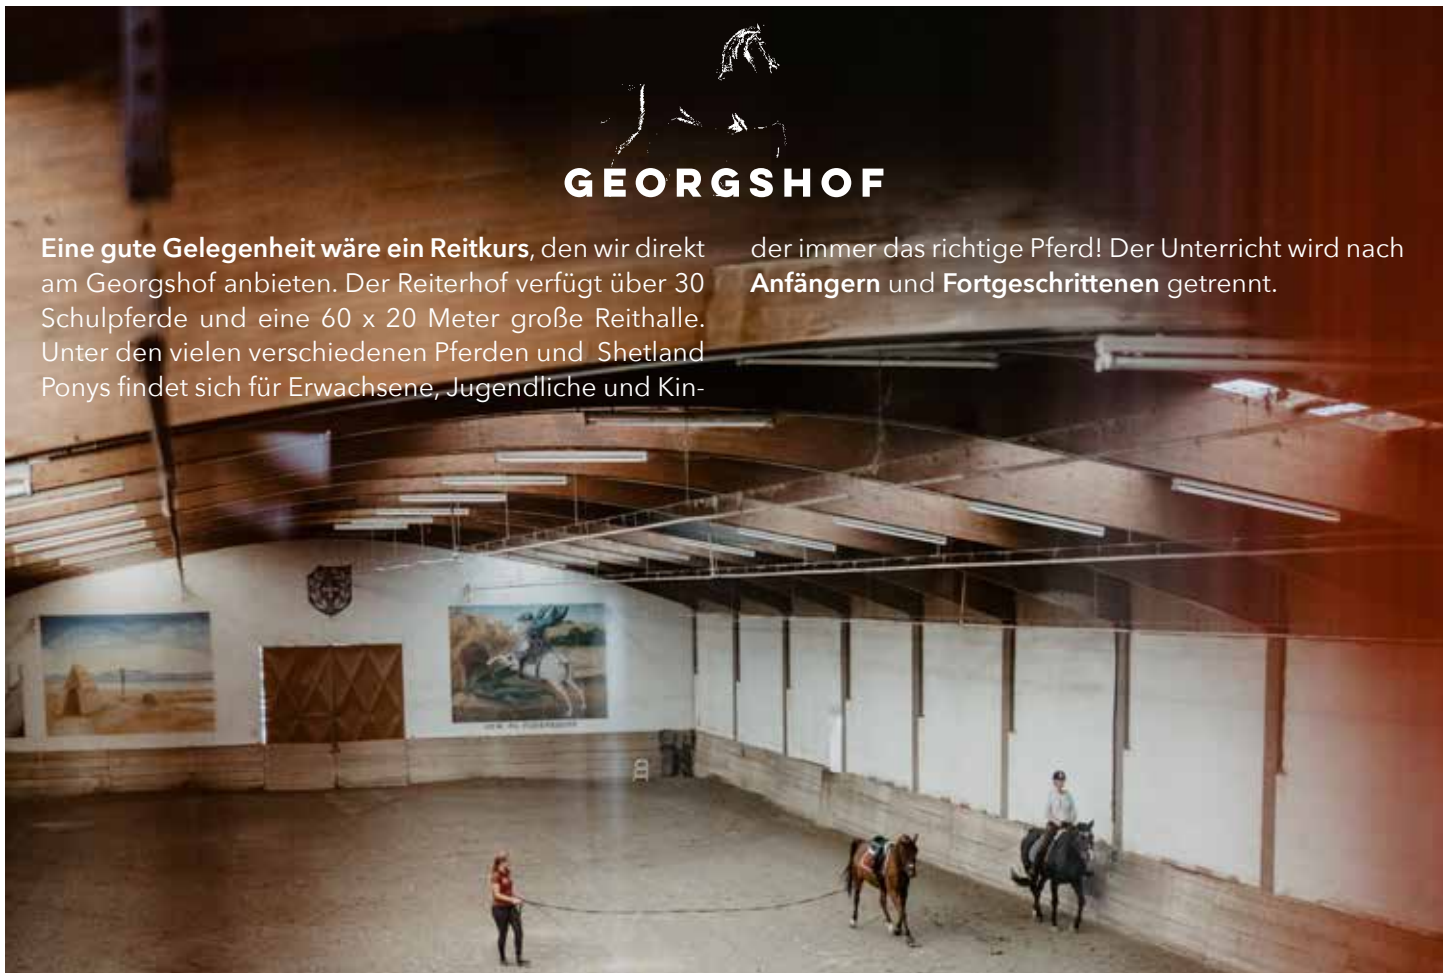 GEORGSHOF
Eine gute Gelegenheit wäre ein Reitkurs, den wir direkt
am Georgshof anbieten. Der Reiterhof verfügt über 30
Schulpferde und eine 60 x 20 Meter große Reithalle.
Unter den vielen verschiedenen Pferden und Shetland
Ponys findet sich für Erwachsene, Jugendliche und Kin-
der immer das richtige Pferd! Der Unterricht wird nach
Anfängern und Fortgeschrittenen getrennt.